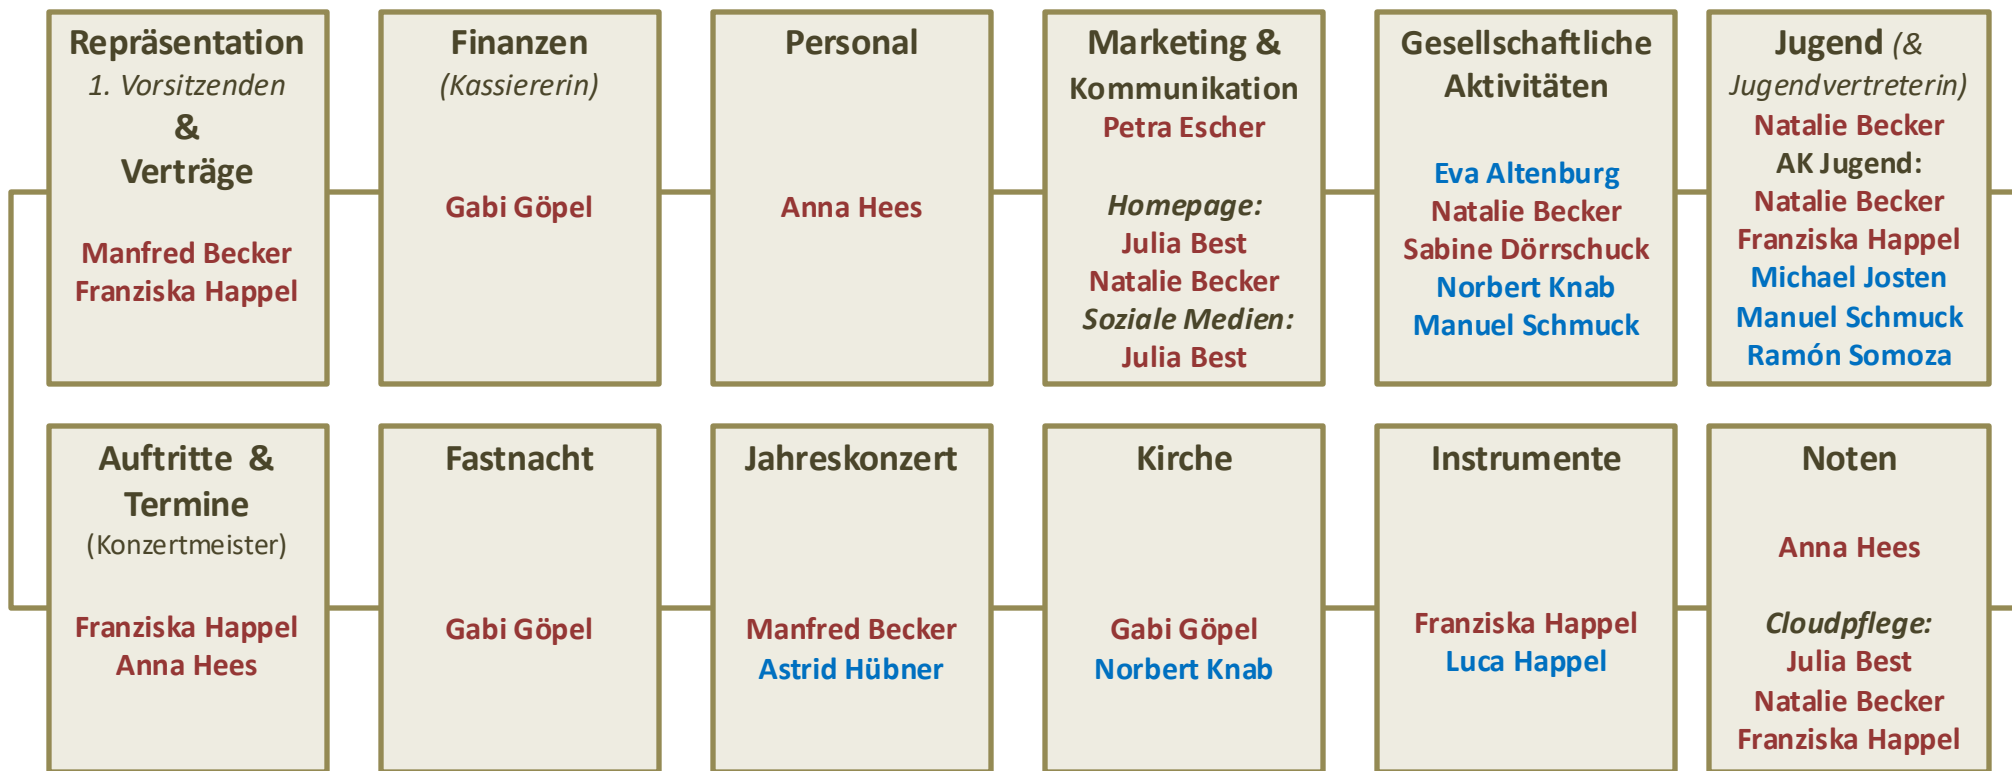 Repräsentation
1. Vorsitzenden
&
Verträge
Manfred Becker
Franziska Happel
Finanzen
(Kassiererin)
Gabi Göpel
Personal
Anna Hees
Marketing &
Kommunikation
Petra Escher
Homepage:
Julia Best
Natalie Becker
Soziale Medien:
Julia Best
Gesellschaftliche
Aktivitäten
Eva Altenburg
Natalie Becker
Sabine Dörrschuck
Norbert Knab
Manuel Schmuck
Jugend (&
Jugendvertreterin)
Natalie Becker
AK Jugend:
Natalie Becker
Franziska Happel
Michael Josten
Manuel Schmuck
Ramón Somoza
Auftritte &
Termine
(Konzertmeister)
Franziska Happel
Anna Hees
Fastnacht
Gabi Göpel
Jahreskonzert
Manfred Becker
Astrid Hübner
Kirche
Gabi Göpel
Norbert Knab
Instrumente
Franziska Happel
Luca Happel
Noten
Anna Hees
Cloudpflege:
Julia Best
Natalie Becker
Franziska Happel